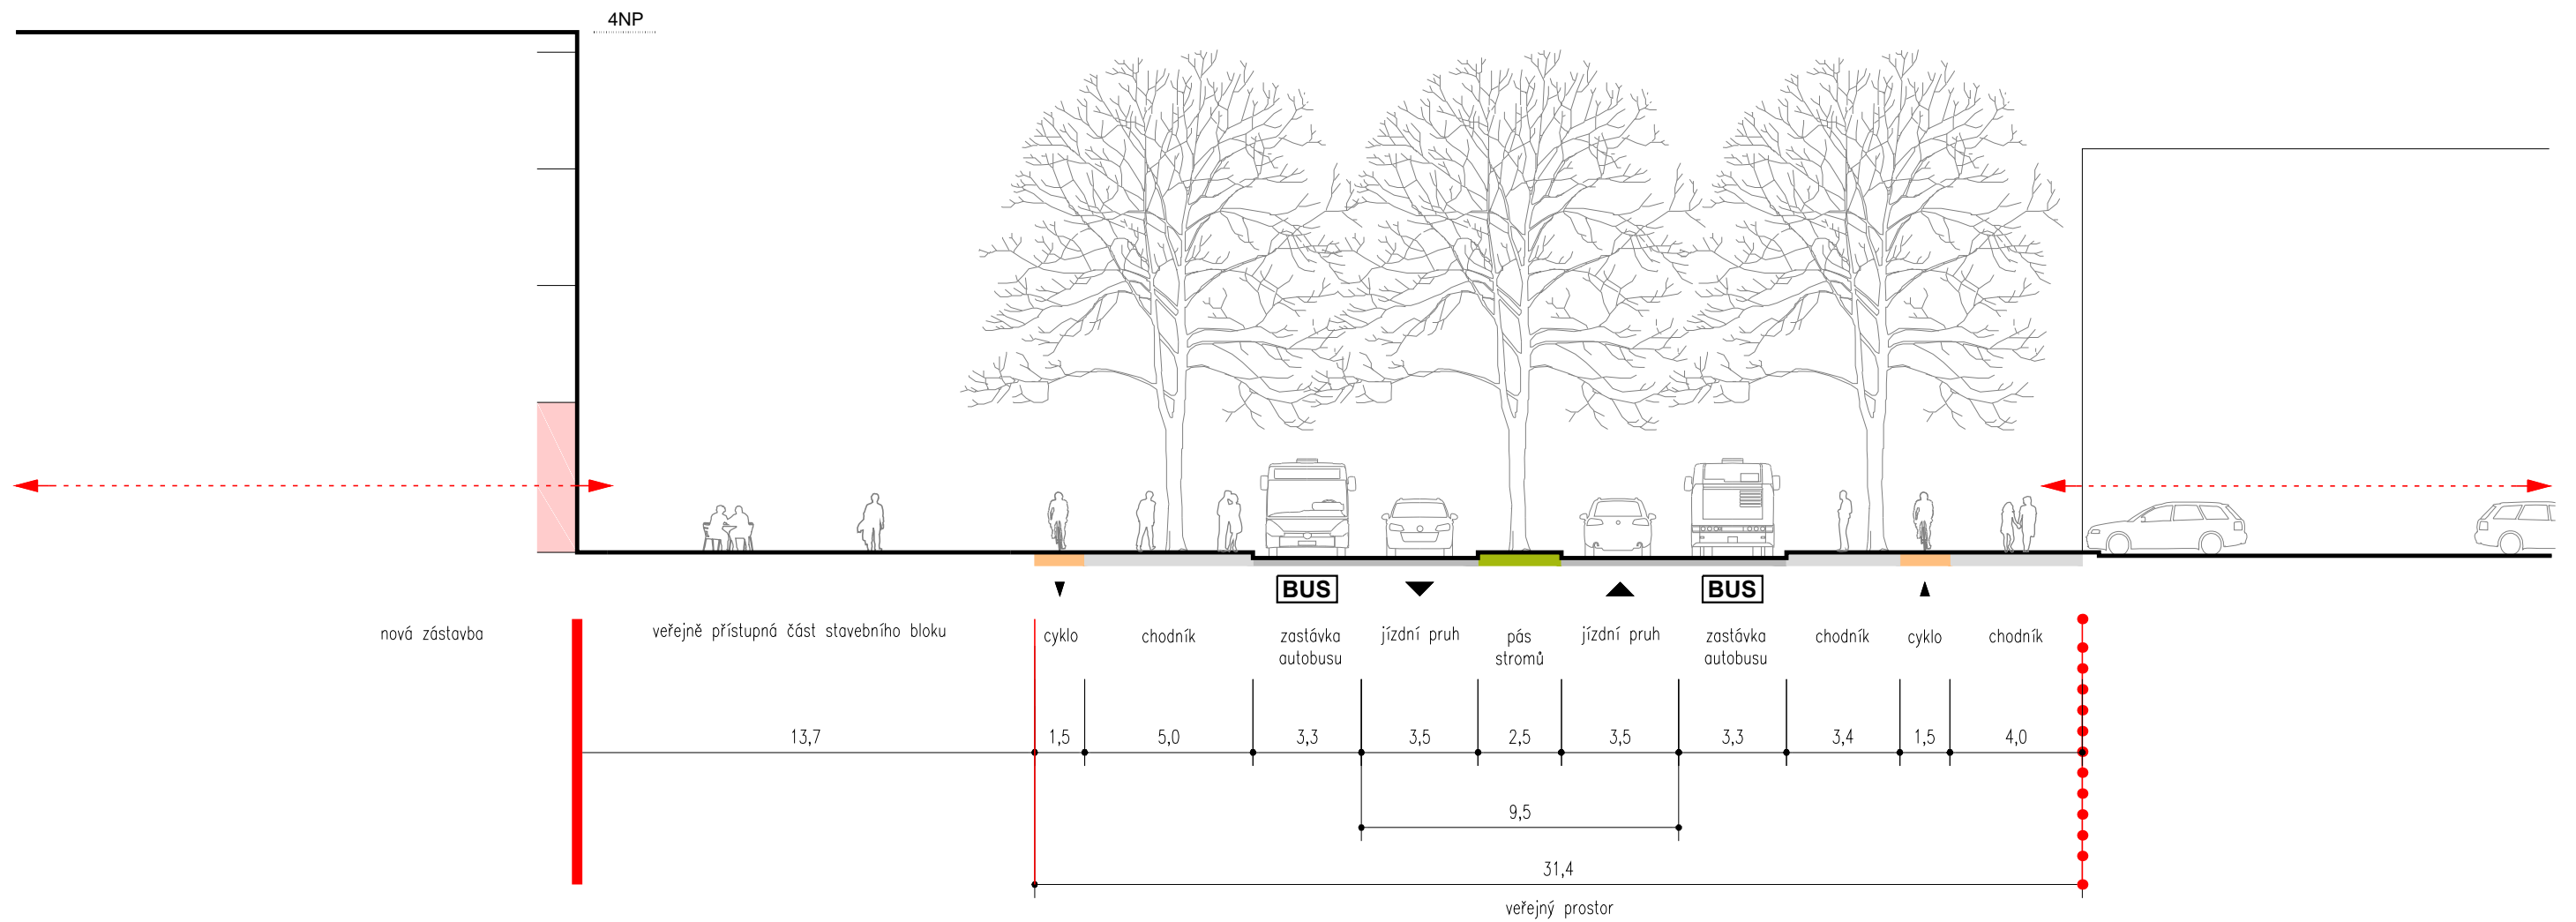 4NP
BUS
BUS
nová zástavba
veřejně přístupná část stavebního bloku
cyklo
chodník
zastávka
autobusu
jízdní pruh
pás
stromů
jízdní pruh
zastávka
autobusu
chodník
cyklo
chodník
13,7
1,5
5,0
3,3
3,5
2,5
3,5
3,3
3,4
1,5
4,0
9,5
31,4
veřejný prostor